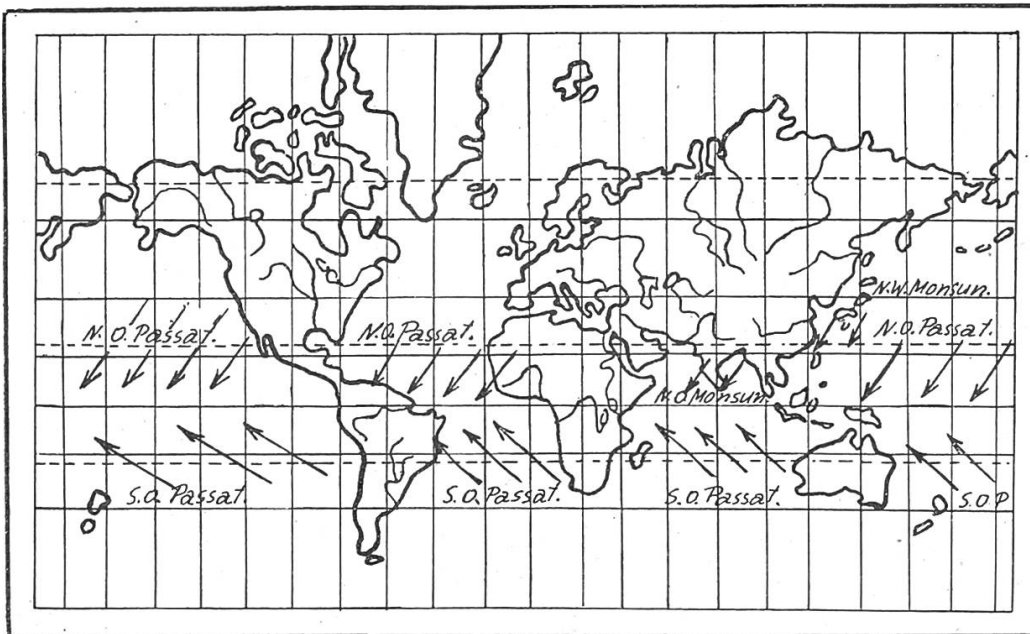 N.W. Monsun.
N.O. Passat.
N.O. Passat.
N.O. Passat.
N.O Monsun.
S.O. Passat.
S.O. Passat.
S.O. Passat.
S.O P